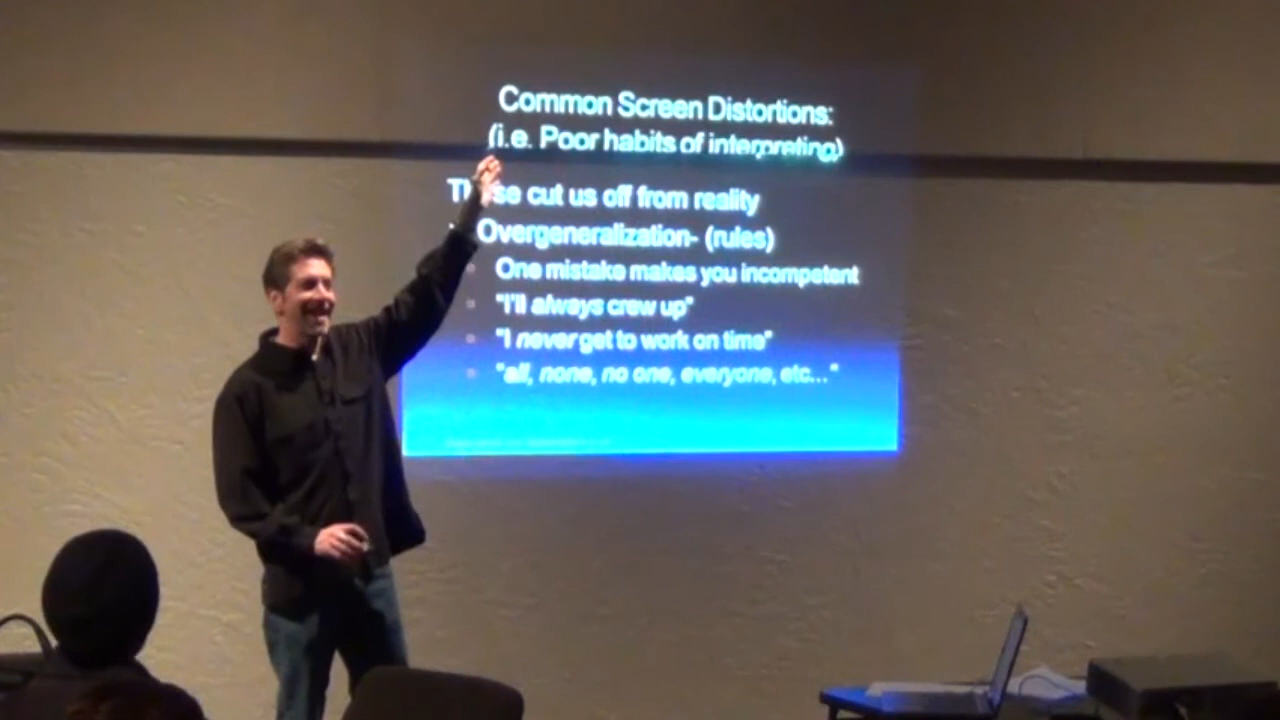 Common Screen Distortions:
(i.e. Poor habits of interpreting)
These cut us off from reality
Overgeneralization- (rules)
One mistake makes you incompetent
"I'll always crew up"
"I never get to work on time"
"all, none, no one, everyone, etc..."